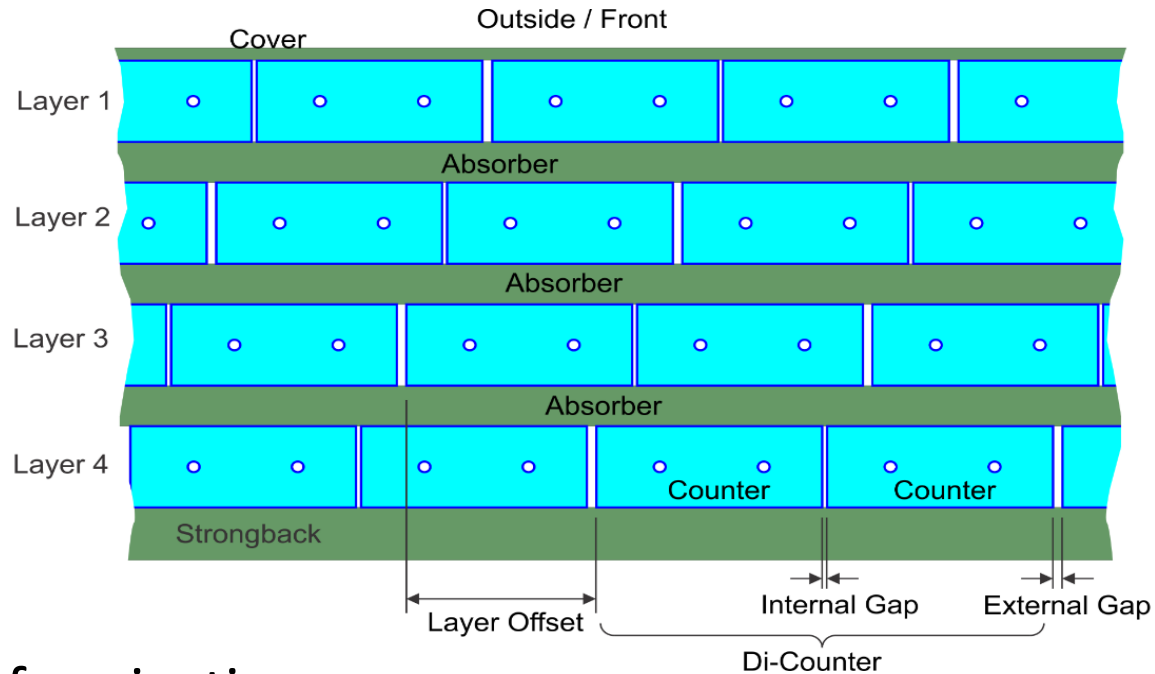 Outside / Front
Cover
Layer 1
Absorber
Layer 2
Absorber
Layer 3
Absorber
Layer 4
Counter
Counter
Strongback
Internal Gap
External Gap
Layer Offset
Di-Counter